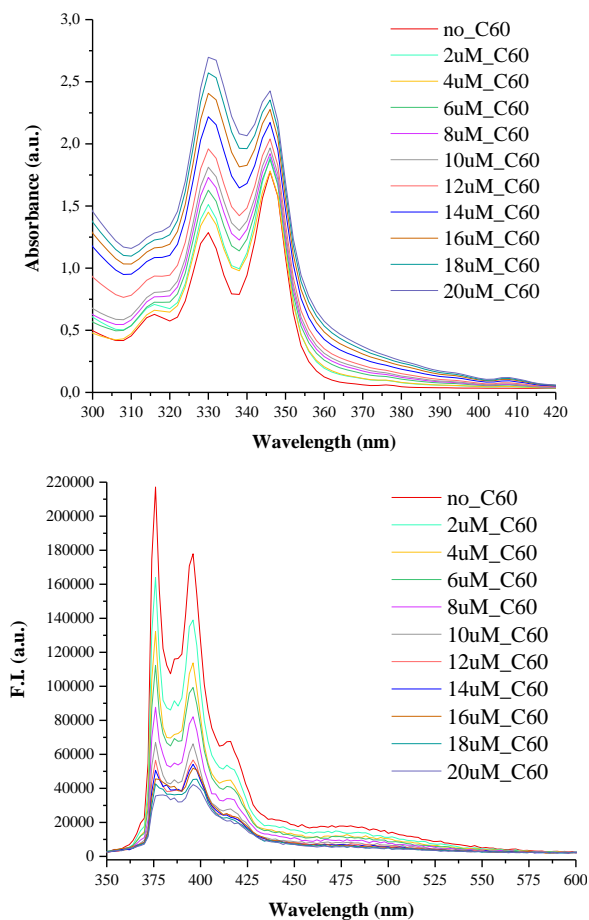 3,0
2,5
2,0
1,5
1,0
0,5
0,0
Absorbance (a.u.)
300 310 320 330 340 350 360 370 380 390 400 410 420
Wavelength (nm)
no_C60
2uM_C60
4uM_C60
6uM_C60
8uM_C60
10uM_C60
12uM_C60
14uM_C60
16uM_C60
18uM_C60
20uM_C60
220000
200000
180000
160000
140000
120000
100000
80000
60000
40000
20000
0
F.I. (a.u.)
350 375 400 425 450 475 500 525 550 575 600
Wavelength (nm)
no_C60
2uM_C60
4uM_C60
6uM_C60
8uM_C60
10uM_C60
12uM_C60
14uM_C60
16uM_C60
18uM_C60
20uM_C60